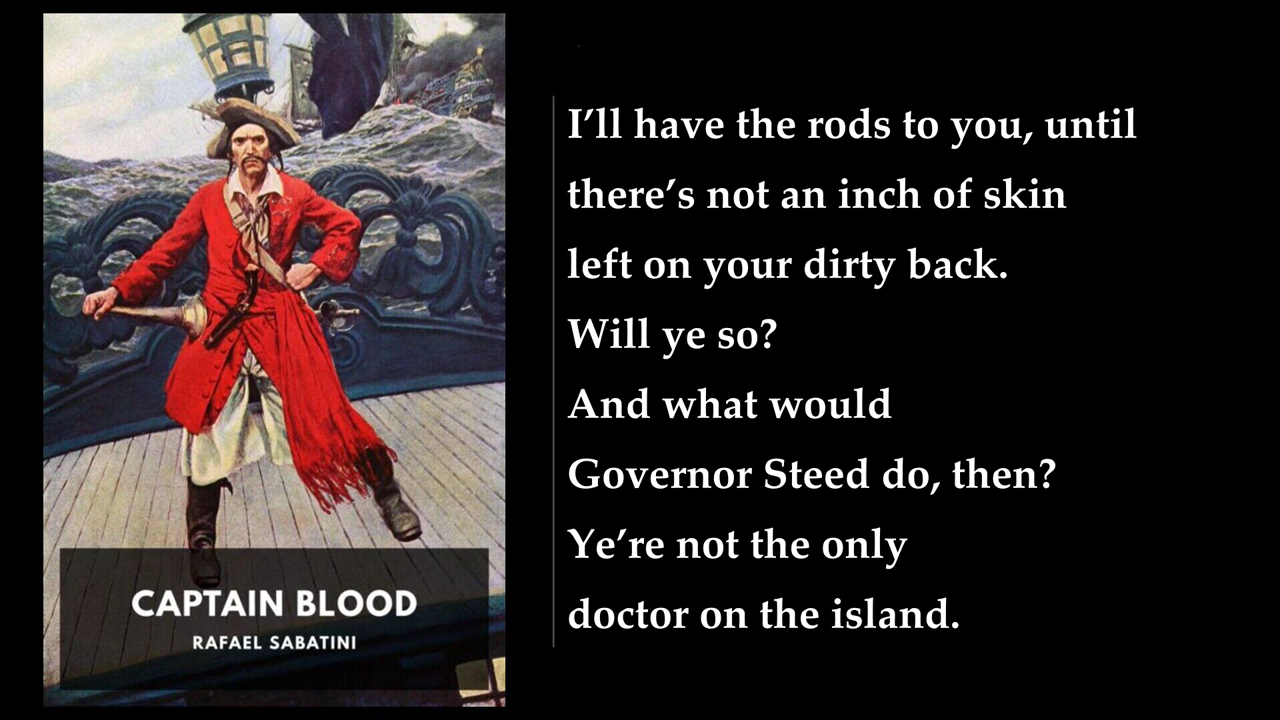 CAPTAIN BLOOD
RAFAEL SABATINI
I’ll have the rods to you, until
there’s not an inch of skin
left on your dirty back.
Will ye so?
And what would
Governor Steed do, then?
Ye’re not the only
doctor on the island.